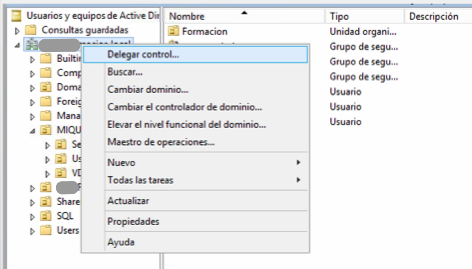 Usuarios y equipos de Active Dir
Nombre Tipo Descripción
Consultas guardadas
Formacion Unidad organi...
local
Grupo de segu...
Builtin
Delegar control...
Grupo de segu...
Comp
Buscar...
Grupo de segu...
Doma
Cambiar dominio...
Usuario
Foreig
Cambiar el controlador de dominio...
Usuario
Mana
Elevar el nivel funcional del dominio...
Usuario
MIQU
Maestro de operaciones...
Se
Us
Nuevo
VD
Todas las tareas
Share
Actualizar
SQL
Propiedades
Users
Ayuda